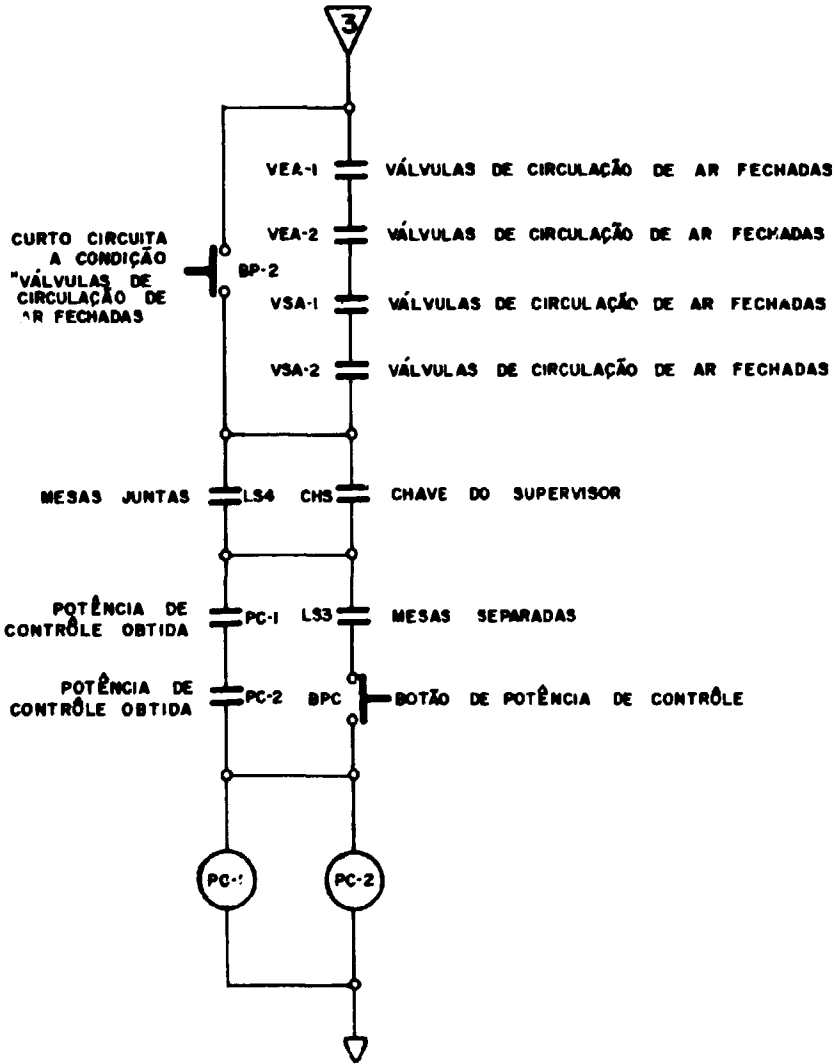 3
VEA-1 VÁLVULAS DE CIRCULAÇÃO DE AR FECHADAS
VEA-2 VÁLVULAS DE CIRCULAÇÃO DE AR FECHADAS
CURTO CIRCUITA
A CONDIÇÃO
"VÁLVULAS DE
CIRCULAÇÃO DE
AR FECHADAS
BP-2
VSA-1 VÁLVULAS DE CIRCULAÇÃO DE AR FECHADAS
VSA-2 VÁLVULAS DE CIRCULAÇÃO DE AR FECHADAS
MESAS JUNTAS LS4 CHS CHAVE DO SUPERVISOR
POTÊNCIA DE
CONTRÔLE OBTIDA
PC-1 LS3 MESAS SEPARADAS
POTÊNCIA DE
CONTRÔLE OBTIDA
PC-2 BPC BOTÃO DE POTÊNCIA DE CONTRÔLE
PC-1 PC-2